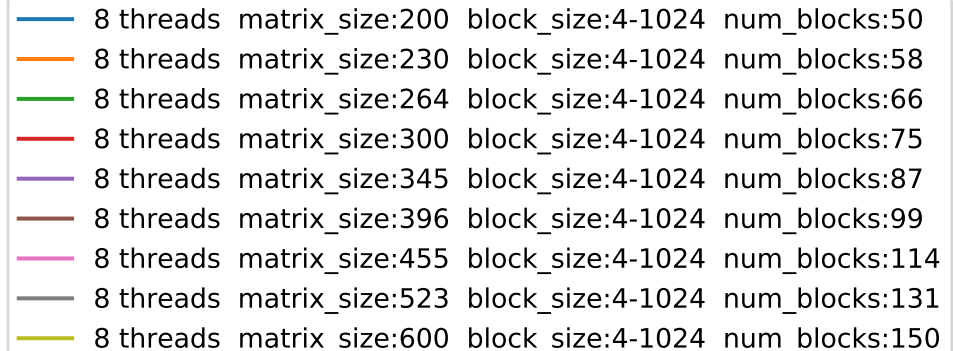 8 threads matrix_size:200 block_size:4-1024 num_blocks:50
8 threads matrix_size:230 block_size:4-1024 num_blocks:58
8 threads matrix_size:264 block_size:4-1024 num_blocks:66
8 threads matrix_size:300 block_size:4-1024 num_blocks:75
8 threads matrix_size:345 block_size:4-1024 num_blocks:87
8 threads matrix_size:396 block_size:4-1024 num_blocks:99
8 threads matrix_size:455 block_size:4-1024 num_blocks:114
8 threads matrix_size:523 block_size:4-1024 num_blocks:131
8 threads matrix_size:600 block_size:4-1024 num_blocks:150